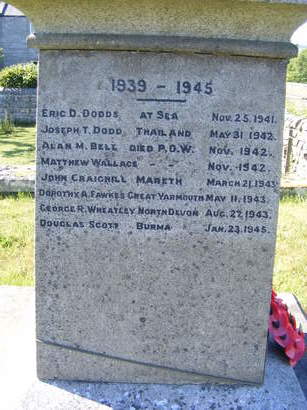 1939 - 1945
ERIC D. DODDS AT SEA NOV. 25. 1941.
JOSEPH T. DODD THAILAND MAY 31 1942.
ALAN M. BELL DIED P.O.W. NOV. 1942.
MATTHEW WALLACE - - NOV. 1942.
JOHN CRAIGHILL MARETH MARCH 21, 1943
DOROTHY A. FAWKES GREAT YARMOUTH MAY 11, 1943.
GEORGE R. WHEATLEY NORTH DEVON AUG. 27, 1943.
DOUGLAS SCOTT BURMA JAN. 23, 1945.